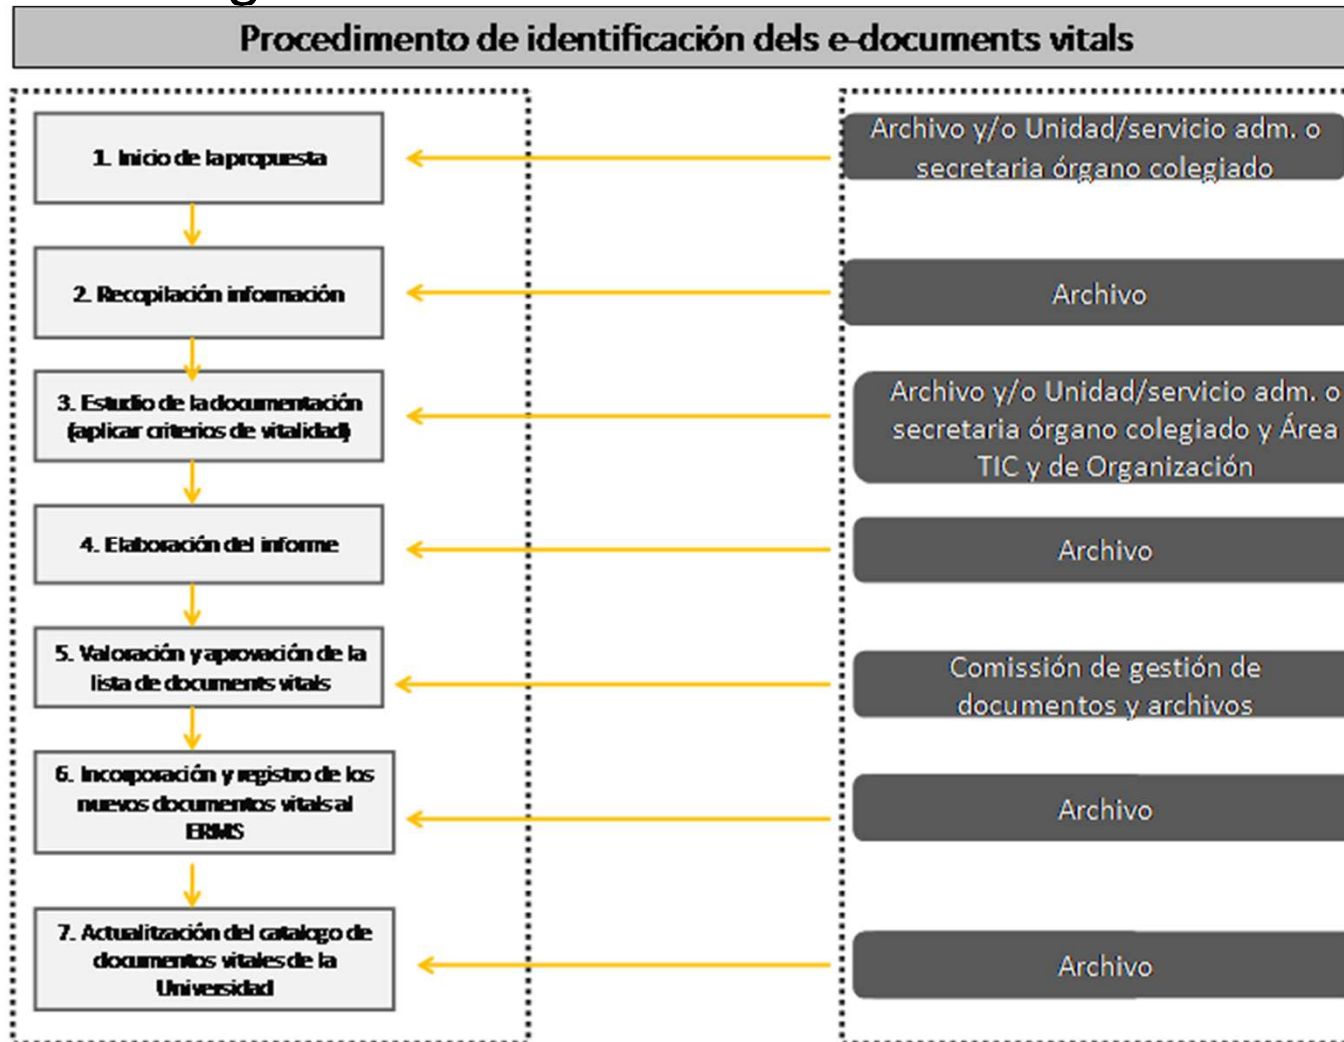 Procedimento de identificación dels e-documents vitals
1. Inicio de la propuesta
Archivo y/o Unidad/servicio adm. o
secretaria órgano colegiado
2. Recopilación información
Archivo
3. Estudio de la documentación
(aplicar criterios de vitalidad)
Archivo y/o Unidad/servicio adm. o
secretaria órgano colegiado y Área
TIC y de Organización
4. Elaboración del informe
Archivo
5. Valoración y aprovación de la
lista de documents vitals
Comissión de gestión de
documentos y archivos
6. Incorporación y registro de los
nuevos documentos vitals al
ERMS
Archivo
7. Actualitzación del catalogo de
documentos vitales de la
Universidad
Archivo